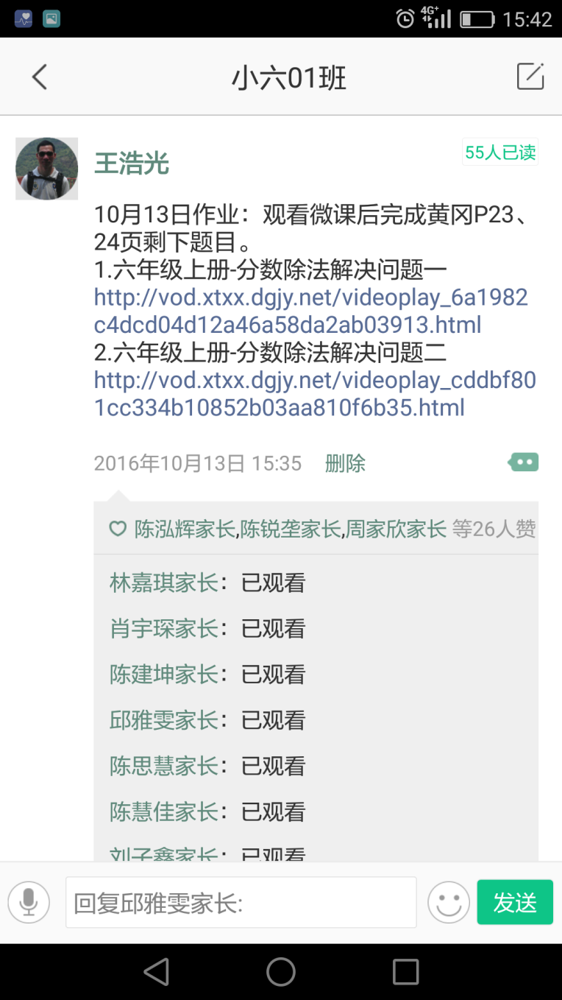 4G+ 15:42
小六01班
王浩光 55人已读
10月13日作业：观看微课后完成黄冈P23、
24页剩下题目。
1.六年级上册-分数除法解决问题一
http://vod.xtxx.dgjy.net/videoplay_6a1982
c4dcd04d12a46a58da2ab03913.html
2.六年级上册-分数除法解决问题二
http://vod.xtxx.dgjy.net/videoplay_cddbf80
1cc334b10852b03aa810f6b35.html
2016年10月13日 15:35 删除
陈泓辉家长,陈锐垄家长,周家欣家长 等26人赞
林嘉琪家长：已观看
肖宇琛家长：已观看
陈建坤家长：已观看
邱雅雯家长：已观看
陈思慧家长：已观看
陈慧佳家长：已观看
刘子鑫家长：已观看
回复邱雅雯家长:
发送